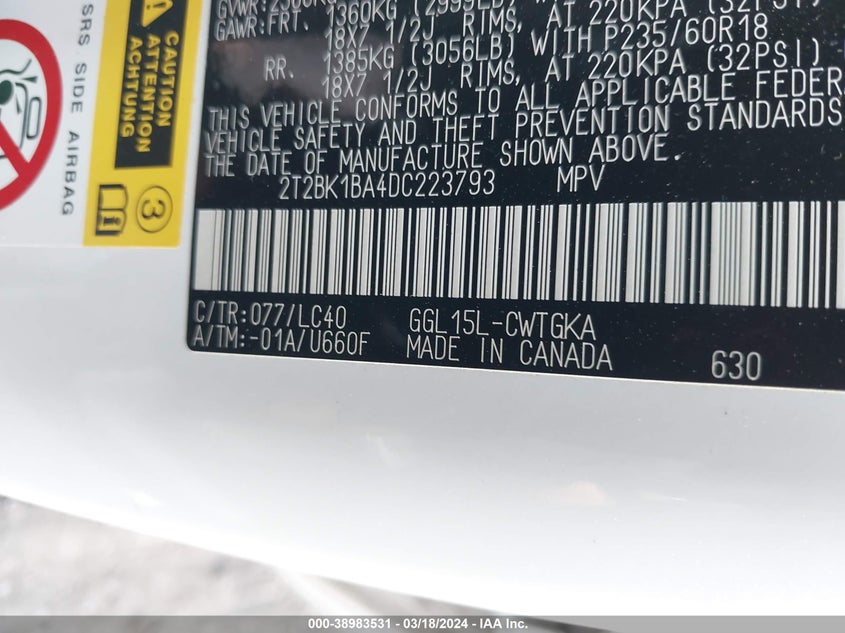 GAWR:FRT. 1360KG (2999LB)
18X7 1/2J RIMS, AT 220KPA (32PSI)
RR. 1385KG (3056LB) WITH P235/60R18
18X7 1/2J RIMS, AT 220KPA (32PSI)
THIS VEHICLE CONFORMS TO ALL APPLICABLE FEDER
VEHICLE SAFETY AND THEFT PREVENTION STANDARDS
THE DATE OF MANUFACTURE SHOWN ABOVE.
2T2BK1BA4DC223793 MPV
C/TR:077/LC40 GGL15L-CWTGKA
A/TM:-01A/U660F MADE IN CANADA 630
SRS SIDE AIRBAG
CAUTION
ATTENTION
ACHTUNG
3
000-38983531 - 03/18/2024 - IAA Inc.